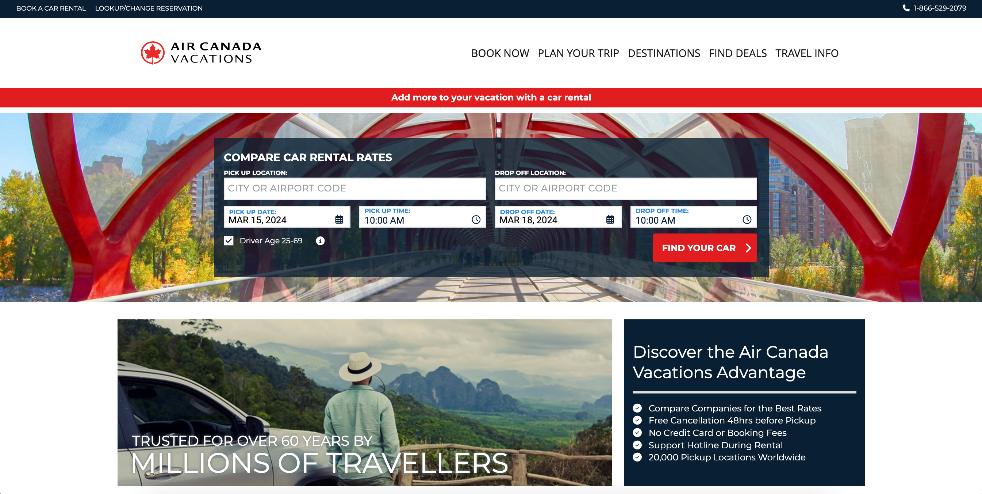 BOOK A CAR RENTAL LOOKUP/CHANGE RESERVATION 1-866-529-2079
AIR CANADA
VACATIONS
BOOK NOW PLAN YOUR TRIP DESTINATIONS FIND DEALS TRAVEL INFO
Add more to your vacation with a car rental
COMPARE CAR RENTAL RATES
PICK UP LOCATION: DROP OFF LOCATION:
CITY OR AIRPORT CODE CITY OR AIRPORT CODE
PICK UP DATE: PICK UP TIME: DROP OFF DATE: DROP OFF TIME:
MAR 15, 2024 10:00 AM MAR 18, 2024 10:00 AM
Driver Age 25-69
FIND YOUR CAR
TRUSTED FOR OVER 60 YEARS BY
MILLIONS OF TRAVELLERS
Discover the Air Canada
Vacations Advantage
Compare Companies for the Best Rates
Free Cancellation 48hrs before Pickup
No Credit Card or Booking Fees
Support Hotline During Rental
20,000 Pickup Locations Worldwide